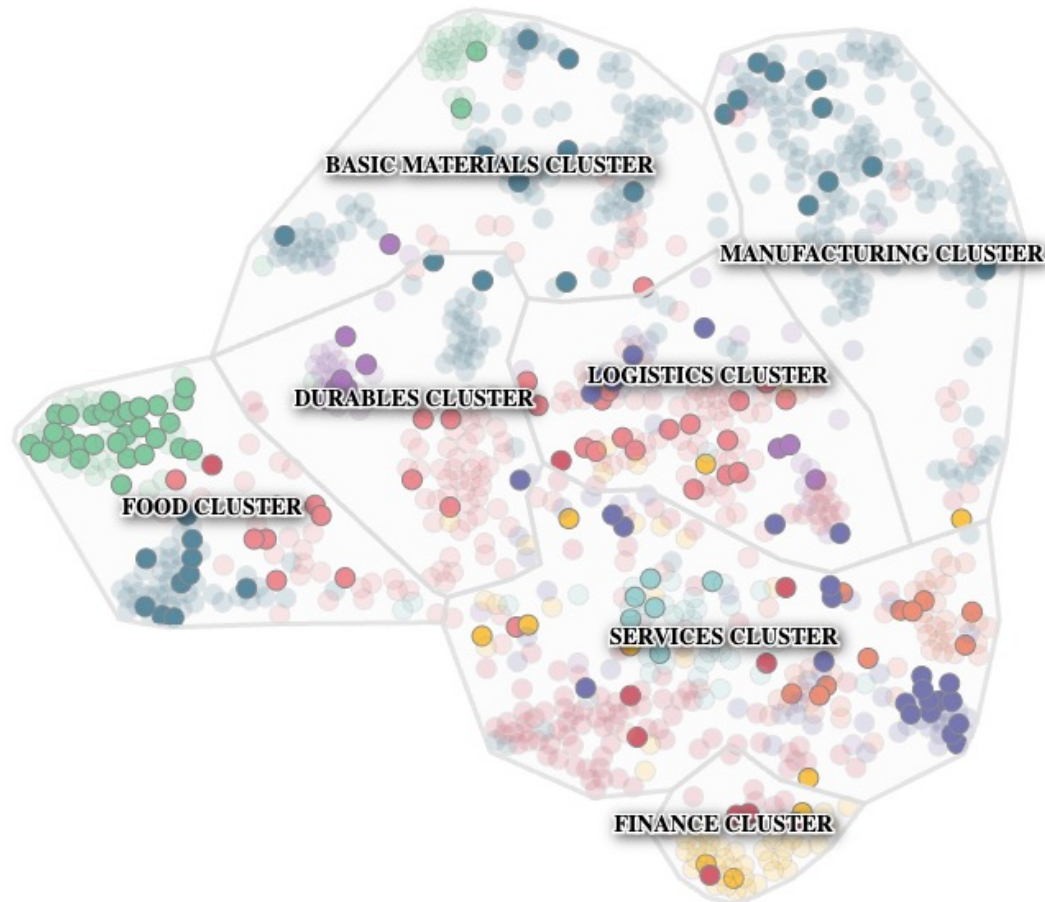 BASIC MATERIALS CLUSTER
MANUFACTURING CLUSTER
LOGISTICS CLUSTER
DURABLES CLUSTER
FOOD CLUSTER
SERVICES CLUSTER
FINANCE CLUSTER